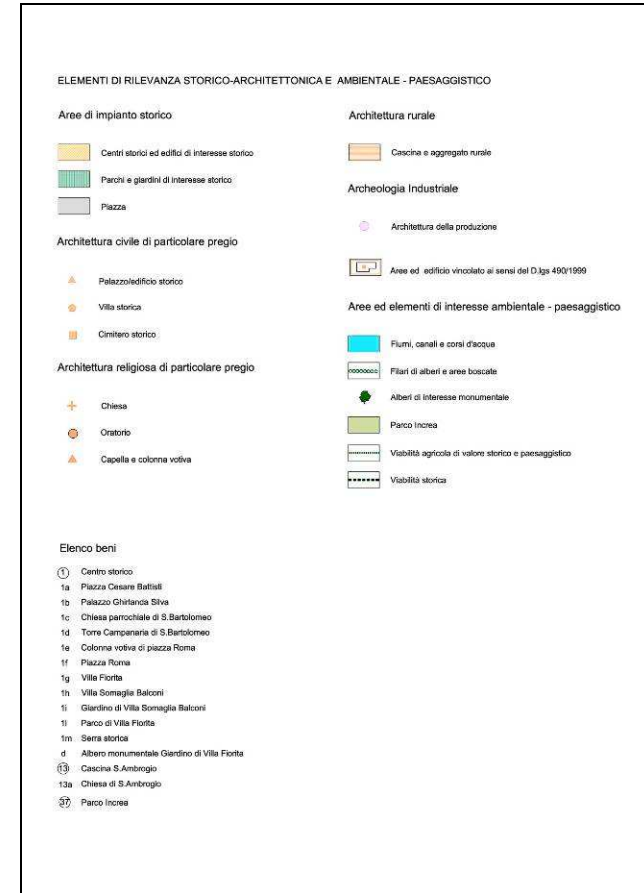 ELEMENTI DI RILEVANZA STORICO-ARCHITETTONICA E AMBIENTALE - PAESAGGISTICO
Aree di impianto storico
Centri storici ed edifici di interesse storico
Parchi e giardini di interesse storico
Piazza
Architettura civile di particolare pregio
Palazzo/edificio storico
Villa storica
Cimitero storico
Architettura religiosa di particolare pregio
Chiesa
Oratorio
Capella e colonna votiva
Architettura rurale
Cascina e aggregato rurale
Archeologia Industriale
Architettura della produzione
Aree ed edificio vincolato ai sensi del D.lgs 490/1999
Aree ed elementi di interesse ambientale - paesaggistico
Fiumi, canali e corsi d'acqua
Filari di alberi e aree boscate
Alberi di interesse monumentale
Parco Increa
Viabilità agricola di valore storico e paesaggistico
Viabilità storica
Elenco beni
1 Centro storico
1a Piazza Cesare Battisti
1b Palazzo Ghirlanda Silva
1c Chiesa parrochiale di S.Bartolomeo
1d Torre Campanaria di S.Bartolomeo
1e Colonna votiva di piazza Roma
1f Piazza Roma
1g Villa Fiorita
1h Villa Somaglia Balconi
1i Giardino di Villa Somaglia Balconi
1l Parco di Villa Fiorita
1m Serra storica
d Albero monumentale Giardino di Villa Fiorita
13 Cascina S.Ambrogio
13a Chiesa di S.Ambrogio
37 Parco Increa